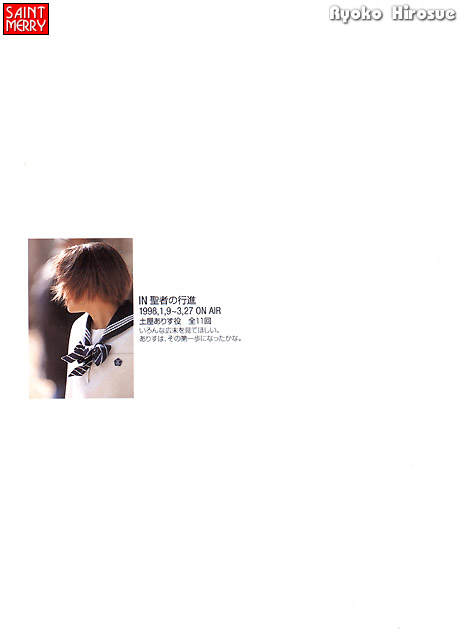 SAINT
MERRY
Ryoko Hirosue
IN 聖者の行進
1998,1,9~3,27 ON AIR
土屋ありす役　全11回
いろんな広末を見てほしい。
ありすは、その第一歩になったかな。